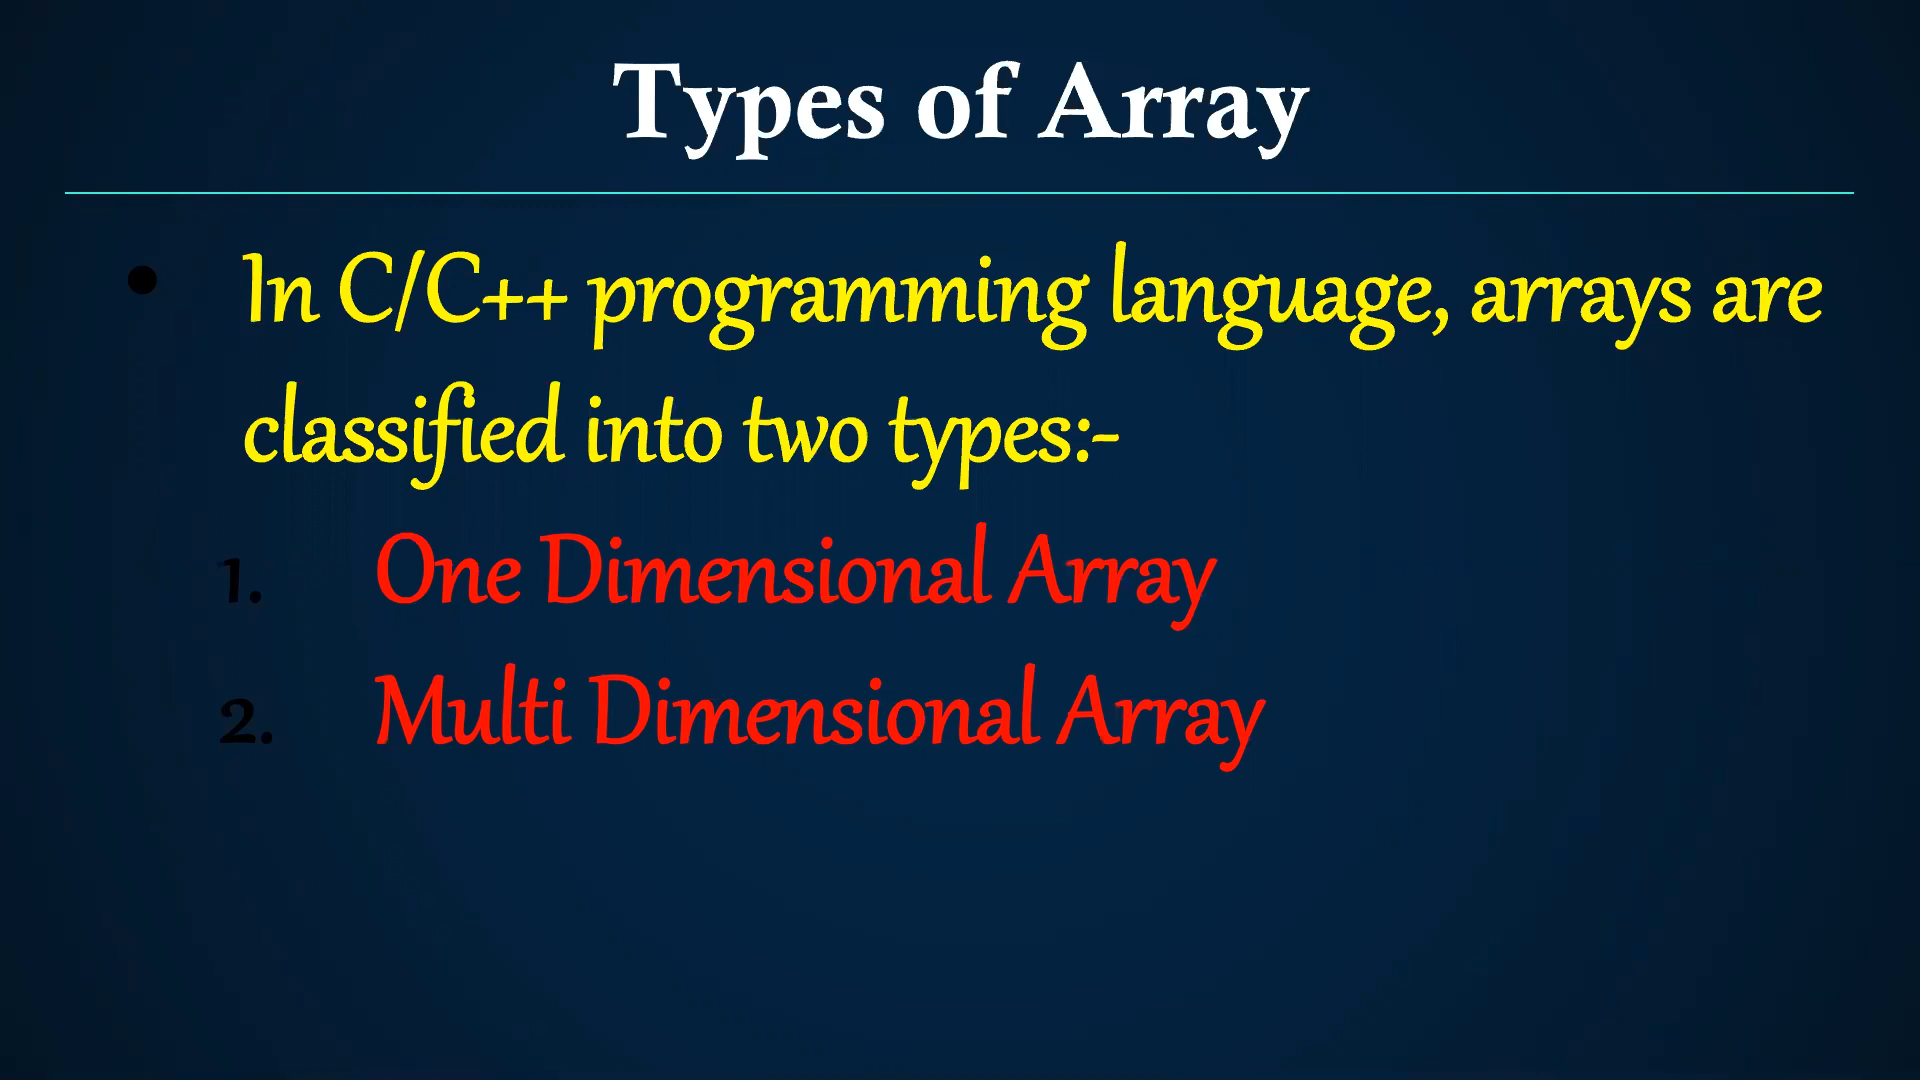 Types of Array
• In C/C++ programming language, arrays are
classified into two types:-
1. One Dimensional Array
2. Multi Dimensional Array